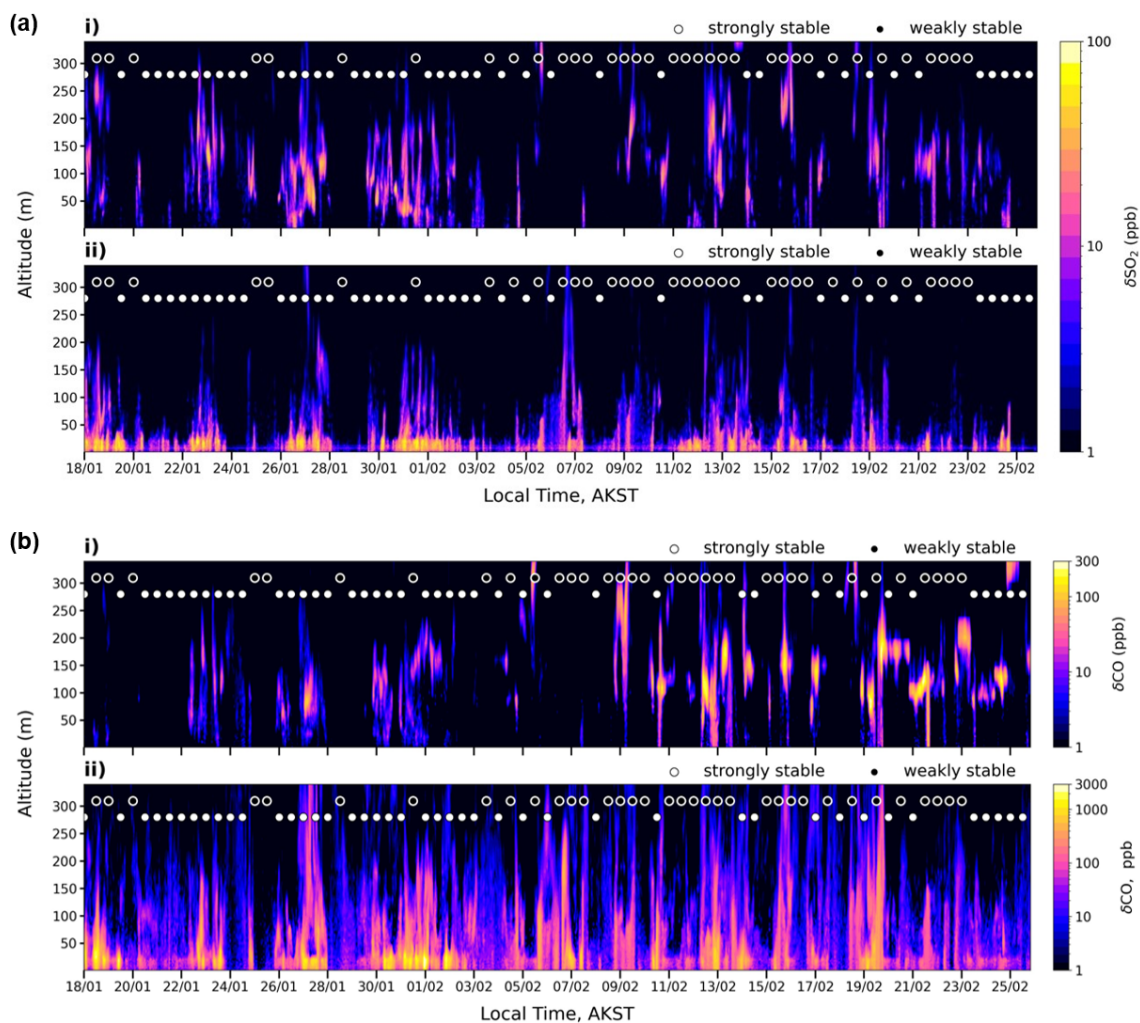 (a)
i)
strongly stable
weakly stable
300
250
200
150
100
50
ii)
strongly stable
weakly stable
300
250
200
150
100
50
Altitude (m)
18/01 20/01 22/01 24/01 26/01 28/01 30/01 01/02 03/02 05/02 07/02 09/02 11/02 13/02 15/02 17/02 19/02 21/02 23/02 25/02
Local Time, AKST
100
10
1
δSO₂ (ppb)
(b)
i)
strongly stable
weakly stable
300
250
200
150
100
50
300
100
10
1
δCO (ppb)
ii)
strongly stable
weakly stable
300
250
200
150
100
50
Altitude (m)
18/01 20/01 22/01 24/01 26/01 28/01 30/01 01/02 03/02 05/02 07/02 09/02 11/02 13/02 15/02 17/02 19/02 21/02 23/02 25/02
Local Time, AKST
3000
1000
100
10
1
δCO, ppb